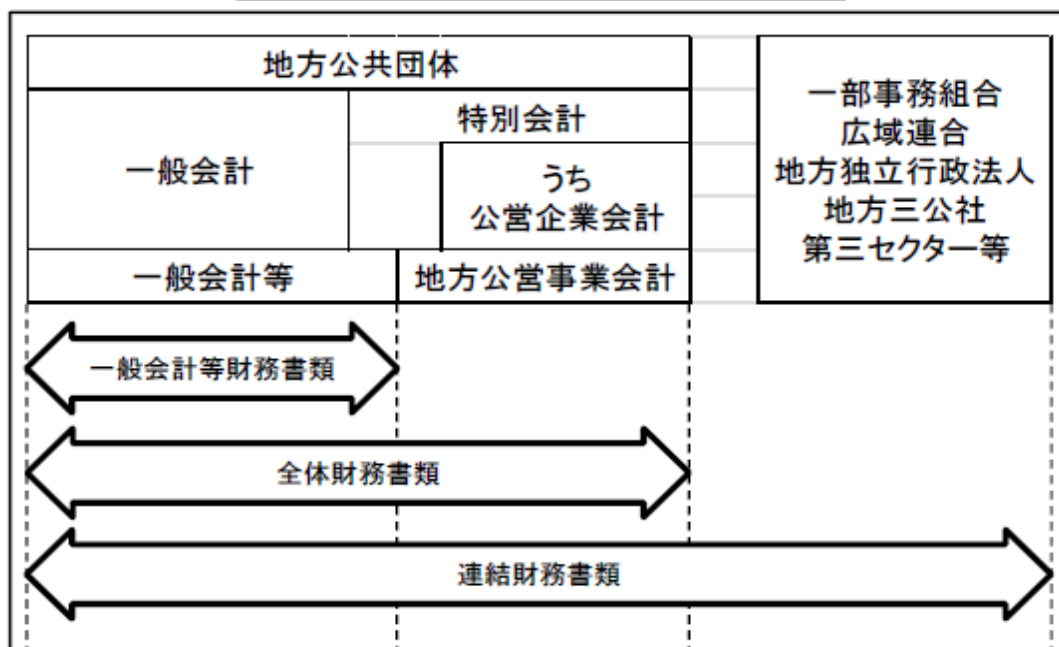 地方公共団体
一般会計
特別会計
うち
公営企業会計
一般会計等
地方公営事業会計
一部事務組合
広域連合
地方独立行政法人
地方三公社
第三セクター等
一般会計等財務書類
全体財務書類
連結財務書類